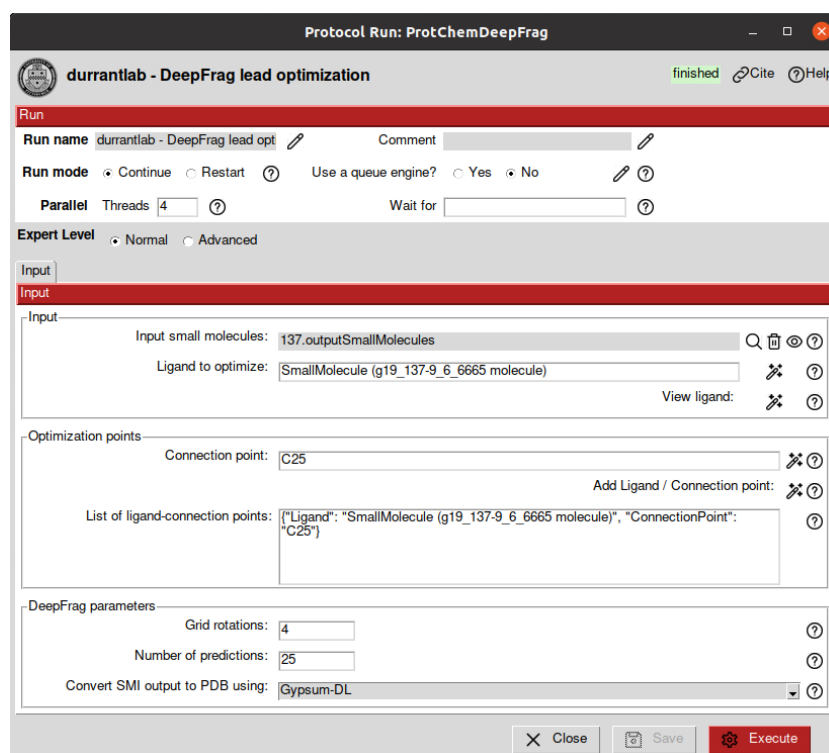 Protocol Run: ProtChemDeepFrag
durrantlab - DeepFrag lead optimization finished Cite Help
Run
Run name durrantlab - DeepFrag lead opt Comment
Run mode Continue Restart Use a queue engine? Yes No
Parallel Threads 4 Wait for
Expert Level Normal Advanced
Input
Input
Input
Input small molecules: 137.outputSmallMolecules
Ligand to optimize: SmallMolecule (g19_137-9_6_6665 molecule)
View ligand:
Optimization points
Connection point: C25
Add Ligand / Connection point:
List of ligand-connection points: {"Ligand": "SmallMolecule (g19_137-9_6_6665 molecule)", "ConnectionPoint":
"C25"}
DeepFrag parameters
Grid rotations: 4
Number of predictions: 25
Convert SMI output to PDB using: Gypsum-DL
Close Save Execute